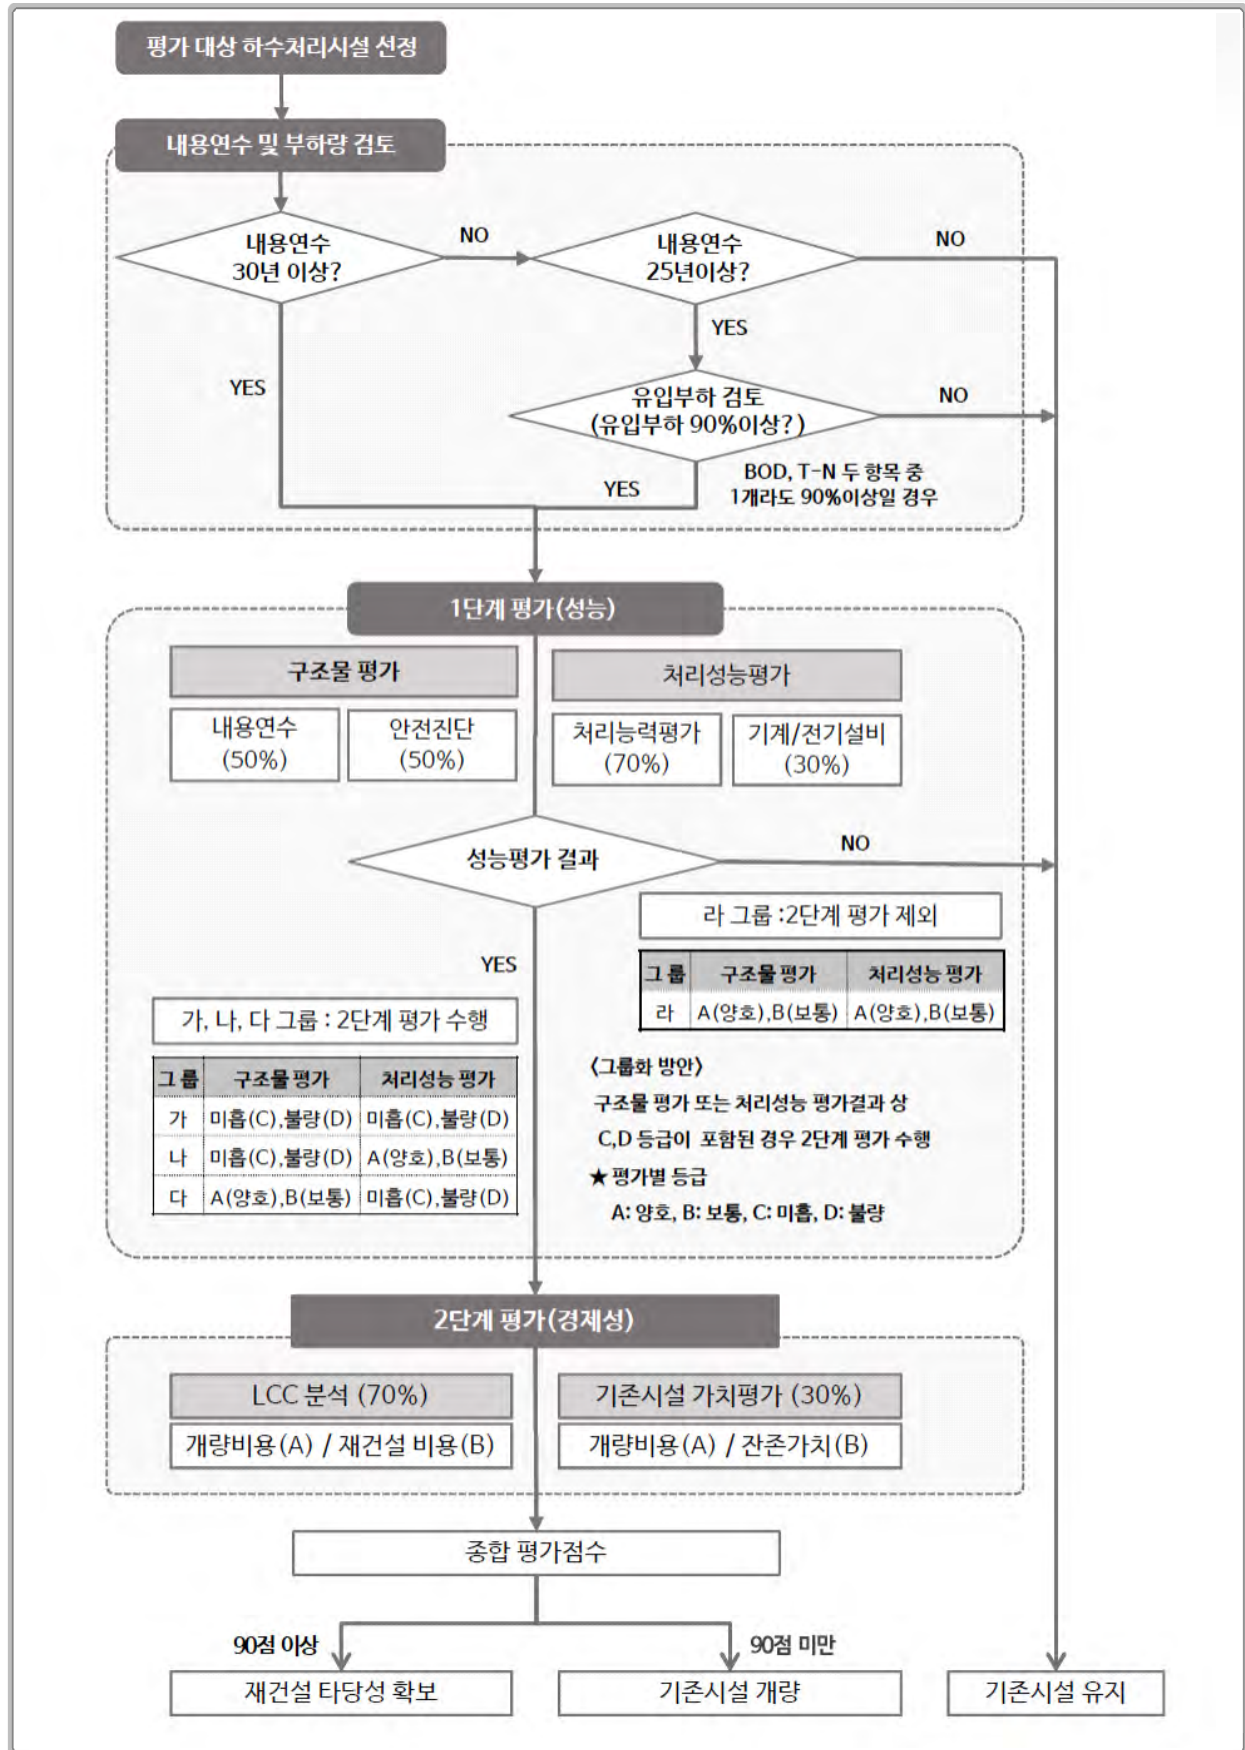 평가 대상 하수처리시설 선정
내용연수 및 부하량 검토
내용연수
30년 이상?
NO
내용연수
25년이상?
NO
YES
YES
유입부하 검토
(유입부하 90%이상?)
NO
YES
BOD, T-N 두 항목 중
1개라도 90%이상일 경우
1단계 평가(성능)
구조물 평가
처리성능평가
내용연수
(50%)
안전진단
(50%)
처리능력평가
(70%)
기계/전기설비
(30%)
성능평가 결과
NO
라 그룹 :2단계 평가 제외
그룹 구조물 평가 처리성능 평가
라 A(양호),B(보통) A(양호),B(보통)
YES
가, 나, 다 그룹 : 2단계 평가 수행
그룹 구조물 평가 처리성능 평가
가 미흡(C),불량(D) 미흡(C),불량(D)
나 미흡(C),불량(D) A(양호),B(보통)
다 A(양호),B(보통) 미흡(C),불량(D)
〈그룹화 방안〉
구조물 평가 또는 처리성능 평가결과 상
C,D 등급이 포함된 경우 2단계 평가 수행
★ 평가별 등급
A: 양호, B: 보통, C: 미흡, D: 불량
2단계 평가(경제성)
LCC 분석 (70%)
개량비용(A) / 재건설 비용(B)
기존시설 가치평가 (30%)
개량비용(A) / 잔존가치(B)
종합 평가점수
90점 이상
90점 미만
재건설 타당성 확보
기존시설 개량
기존시설 유지